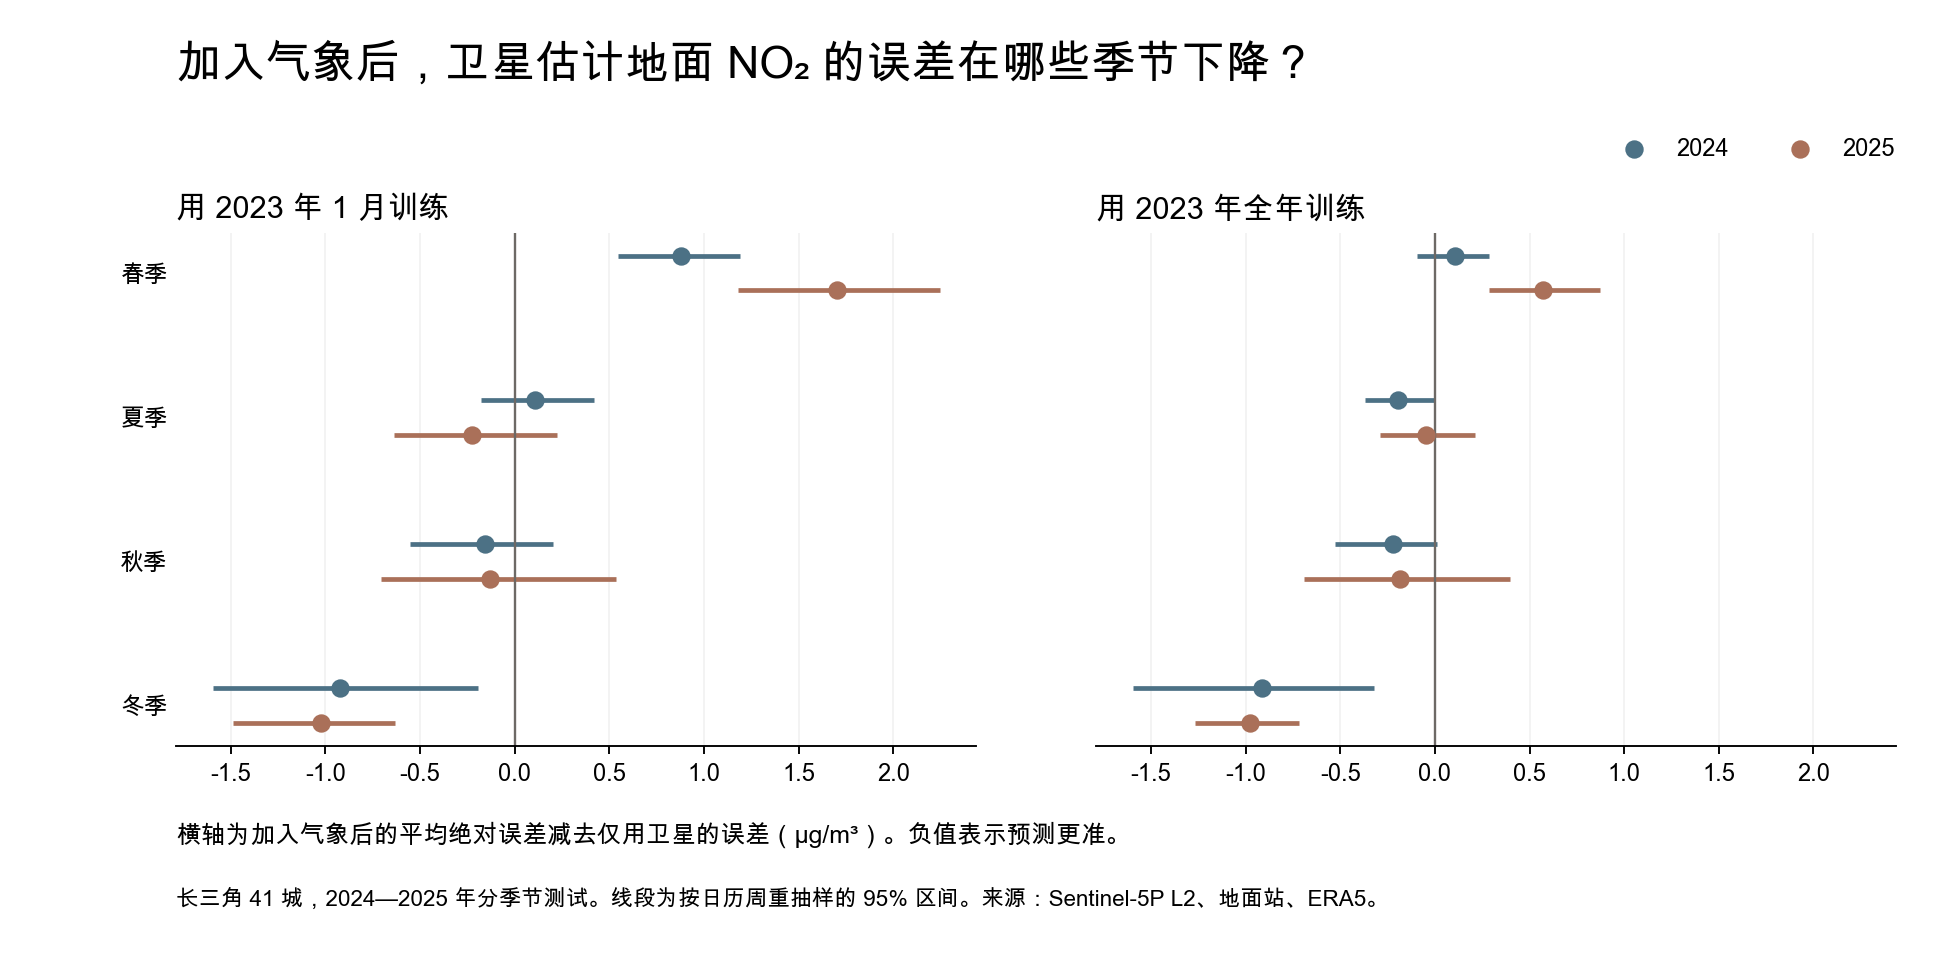 加入气象后，卫星估计地面 NO₂ 的误差在哪些季节下降？
2024 2025
用 2023 年 1 月训练
用 2023 年全年训练
春季
夏季
秋季
冬季
-1.5 -1.0 -0.5 0.0 0.5 1.0 1.5 2.0
-1.5 -1.0 -0.5 0.0 0.5 1.0 1.5 2.0
横轴为加入气象后的平均绝对误差减去仅用卫星的误差（µg/m³）。负值表示预测更准。
长三角 41 城，2024—2025 年分季节测试。线段为按日历周重抽样的 95% 区间。来源：Sentinel-5P L2、地面站、ERA5。